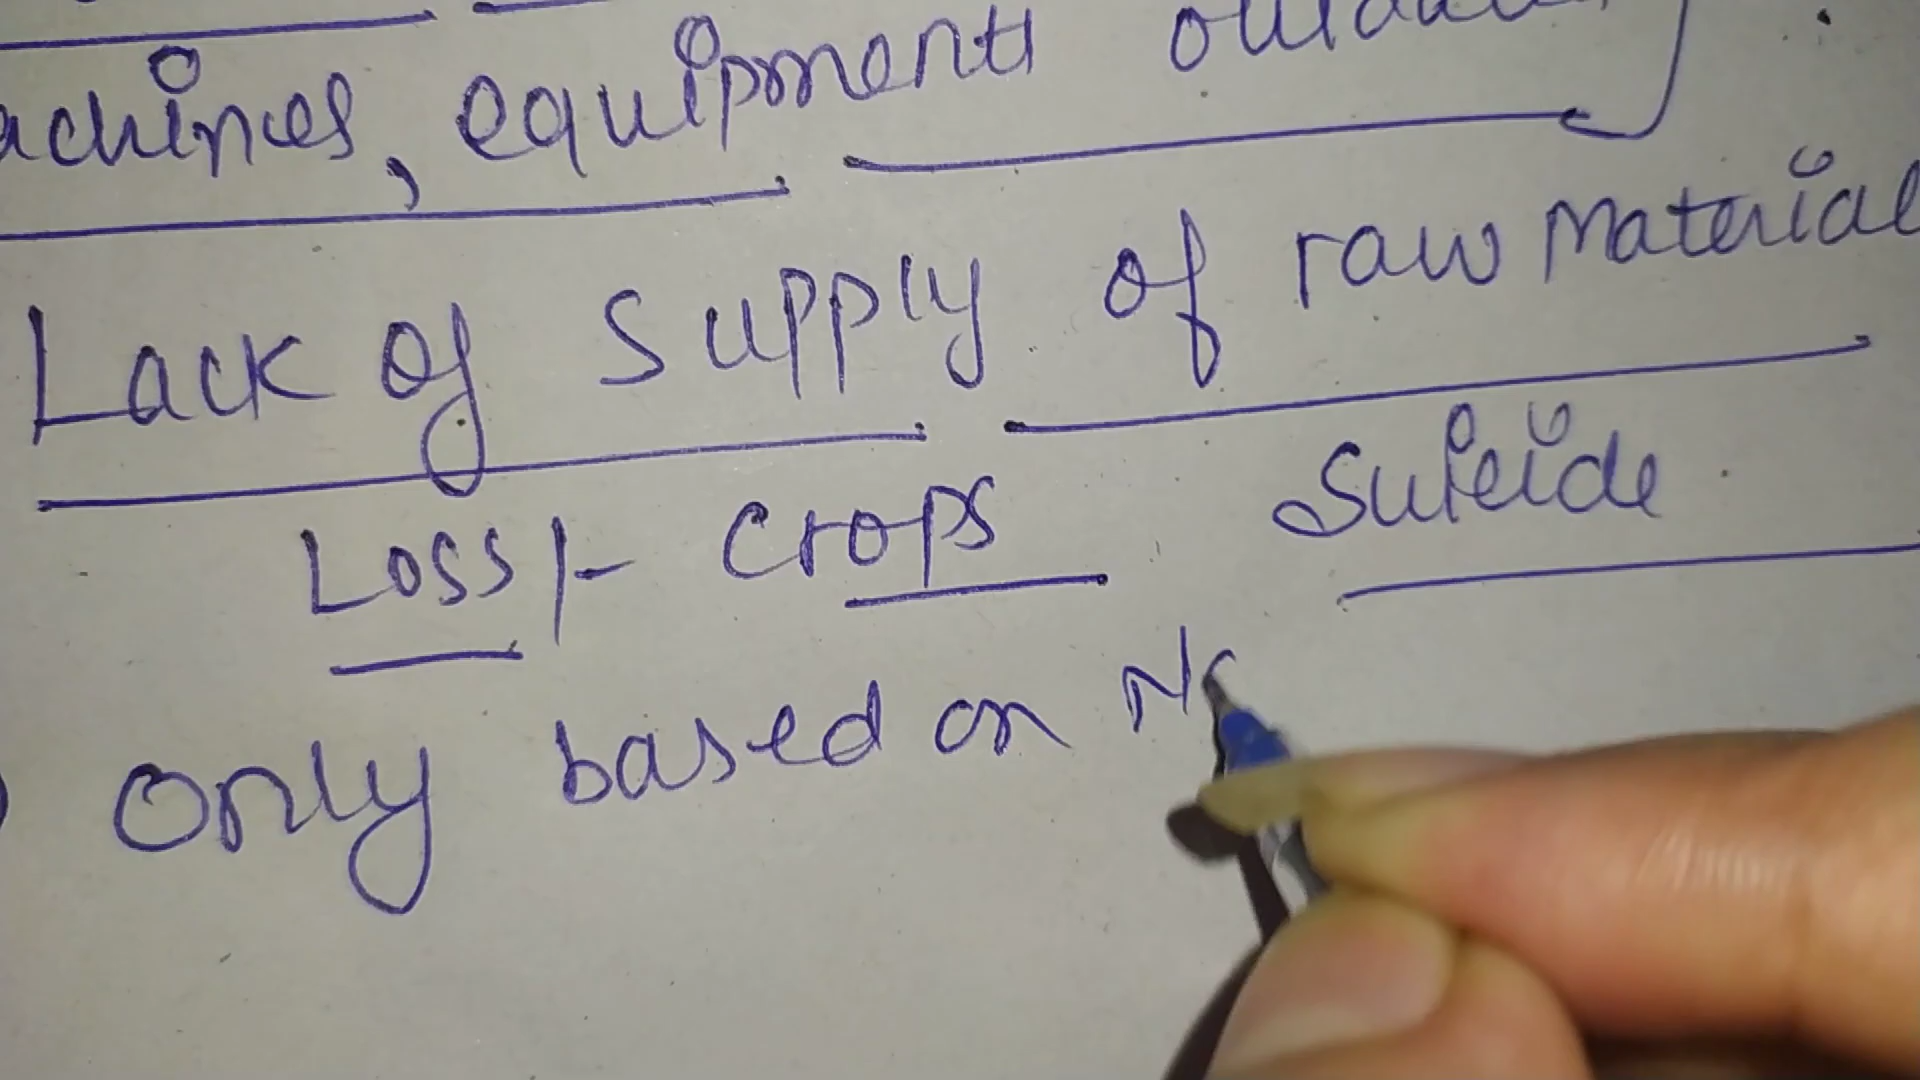 achines, equipments
Lack of Supply of raw Material
Loss :- Crops Suicide
Only based on